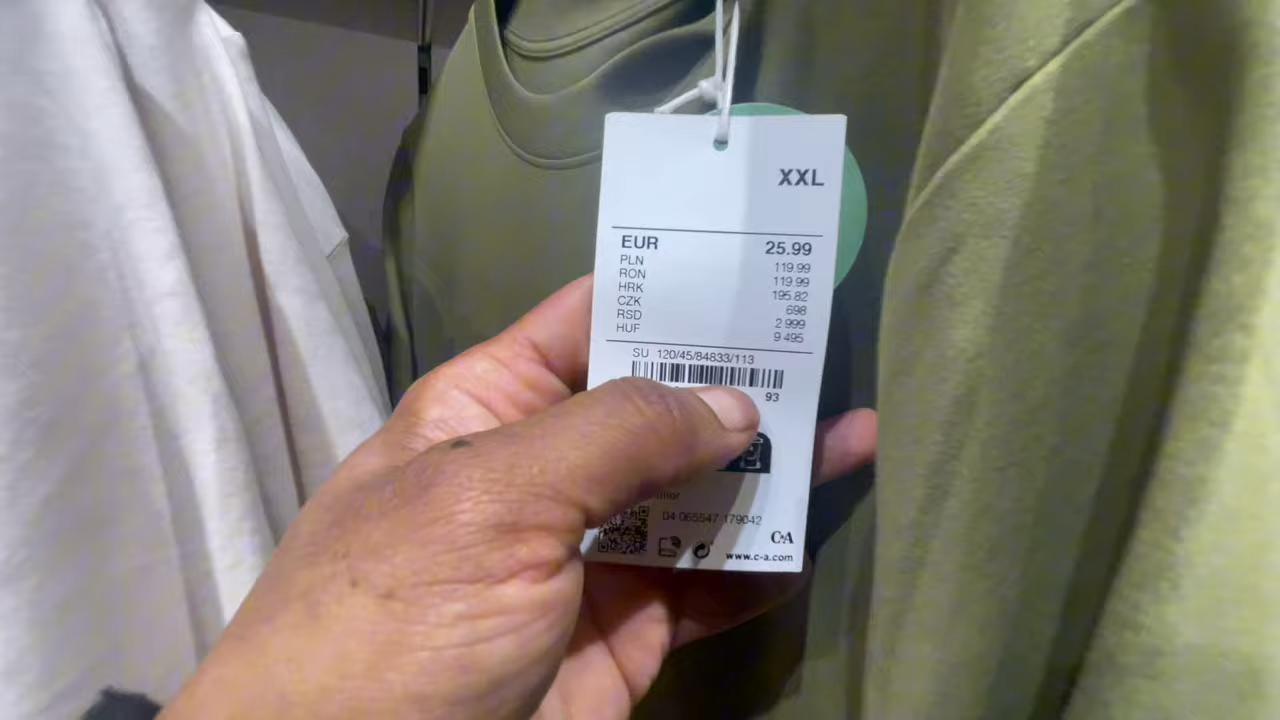 XXL
EUR 25.99
PLN 119.99
RON 119.99
HRK 195.82
CZK 698
RSD 2 999
HUF 9 495
SU 120/45/84833/113
93
04 065547 179042
C&A
www.c-a.com